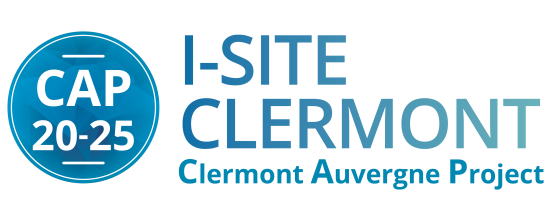 CAP
20-25
I-SITE
CLERMONT
Clermont Auvergne Project